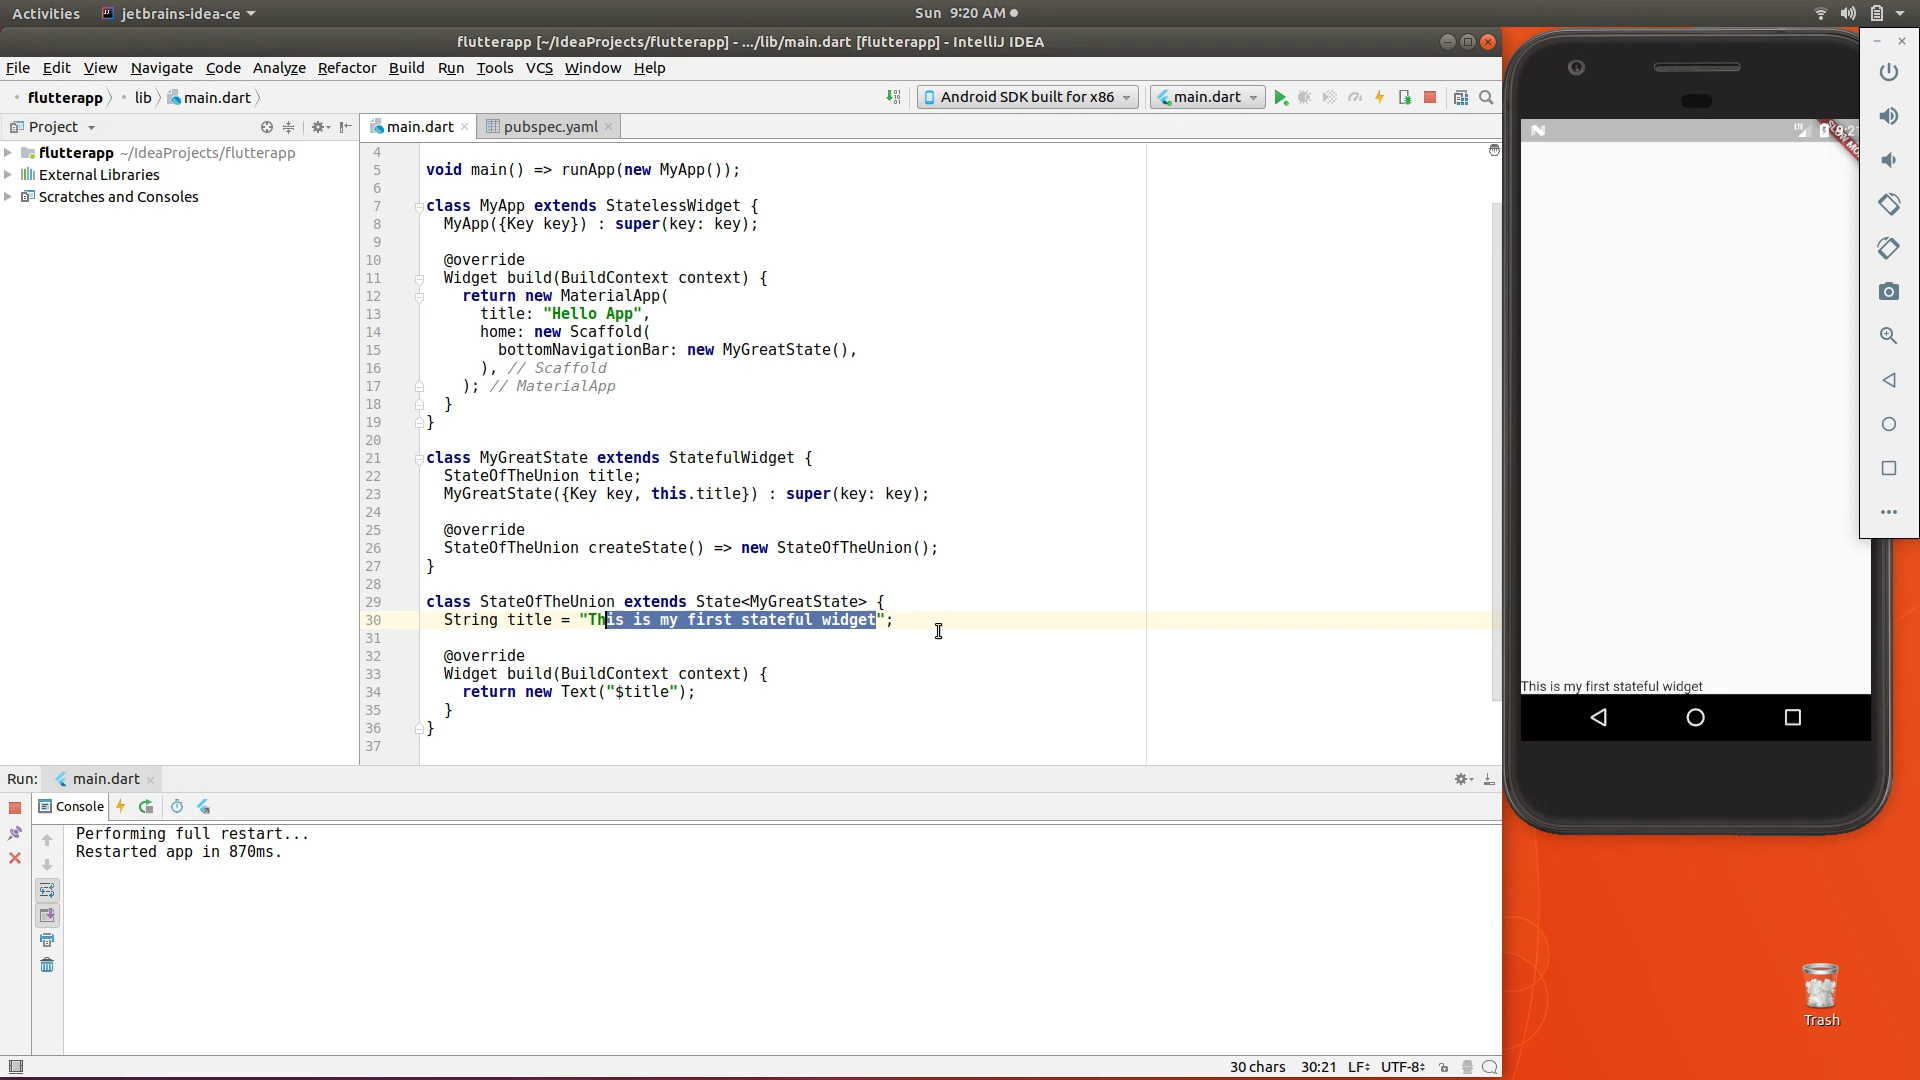 Activities
jetbrains-idea-ce
Sun 9:20 AM
flutterapp [~/IdeaProjects/flutterapp] - .../lib/main.dart [flutterapp] - IntelliJ IDEA
File Edit View Navigate Code Analyze Refactor Build Run Tools VCS Window Help
flutterapp lib main.dart
Android SDK built for x86
main.dart
Project
main.dart
pubspec.yaml
flutterapp ~/IdeaProjects/flutterapp
External Libraries
Scratches and Consoles
4
5 void main() => runApp(new MyApp());
6
7 class MyApp extends StatelessWidget {
8 MyApp({Key key}) : super(key: key);
9
10 @override
11 Widget build(BuildContext context) {
12 return new MaterialApp(
13 title: "Hello App",
14 home: new Scaffold(
15 bottomNavigationBar: new MyGreatState(),
16 ), // Scaffold
17 ); // MaterialApp
18 }
19 }
20
21 class MyGreatState extends StatefulWidget {
22 StateOfTheUnion title;
23 MyGreatState({Key key, this.title}) : super(key: key);
24
25 @override
26 StateOfTheUnion createState() => new StateOfTheUnion();
27 }
28
29 class StateOfTheUnion extends State<MyGreatState> {
30 String title = "This is my first stateful widget";
31
32 @override
33 Widget build(BuildContext context) {
34 return new Text("$title");
35 }
36 }
37
Run: main.dart
Console
Performing full restart...
Restarted app in 870ms.
30 chars 30:21 LF UTF-8
LTE
This is my first stateful widget
Trash